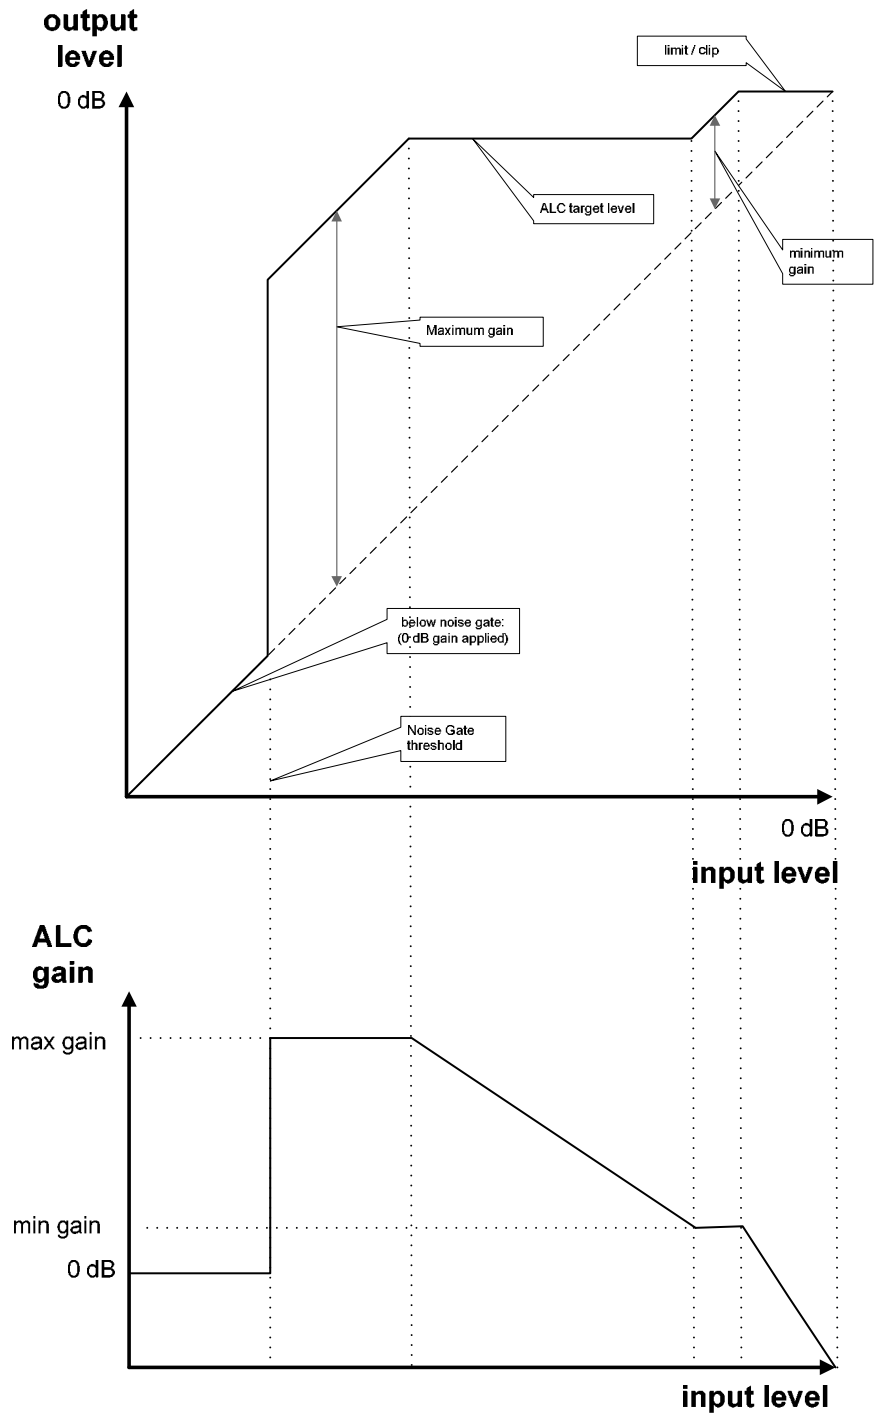 output
level
0 dB
limit / clip
ALC target level
minimum
gain
Maximum gain
below noise gate:
(0 dB gain applied)
Noise Gate
threshold
0 dB
input level
ALC
gain
max gain
min gain
0 dB
input level